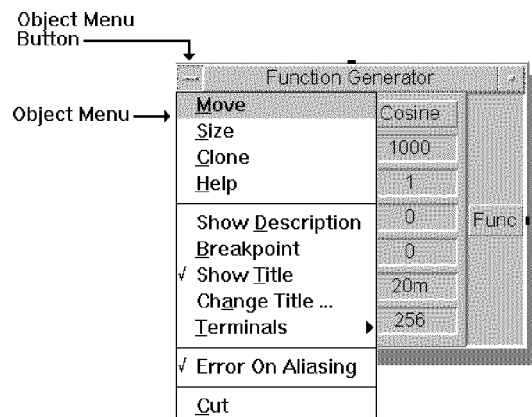 Object Menu
Button
Function Generator
Object Menu
Move
Size
Clone
Help
Show Description
Breakpoint
√ Show Title
Change Title ...
Terminals
√ Error On Aliasing
Cut
Cosine
1000
1
0
0
20m
256
Func